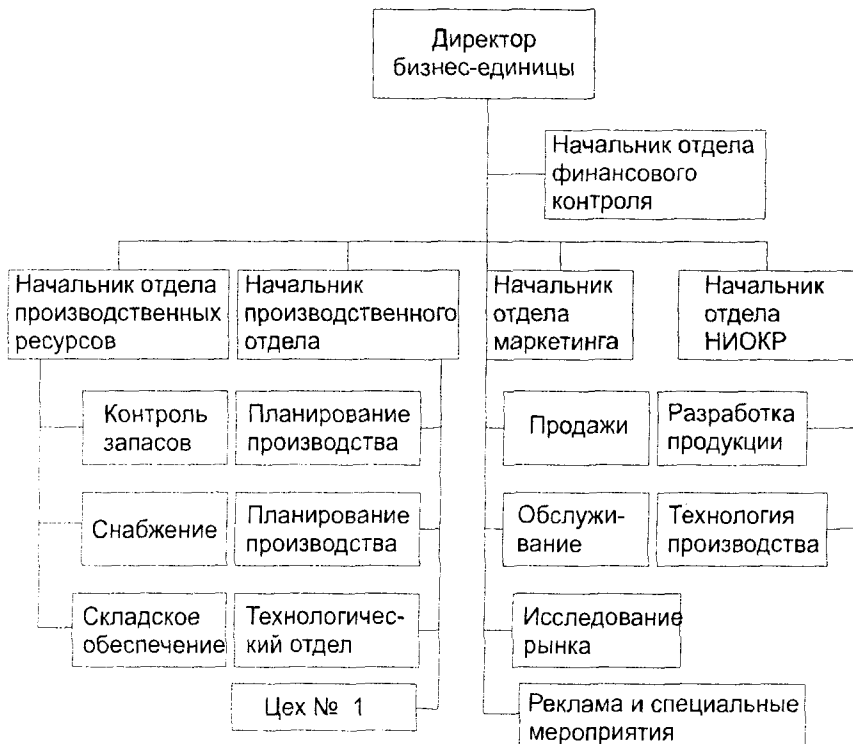 Директор
бизнес-единицы
Начальник отдела
финансового
контроля
Начальник отдела
производственных
ресурсов
Начальник
производственного
отдела
Начальник
отдела
маркетинга
Начальник
отдела
НИОКР
Контроль
запасов
Планирование
производства
Продажи
Разработка
продукции
Снабжение
Планирование
производства
Обслужи-
вание
Технология
производства
Складское
обеспечение
Технологичес-
кий отдел
Исследование
рынка
Цех № 1
Реклама и специальные
мероприятия